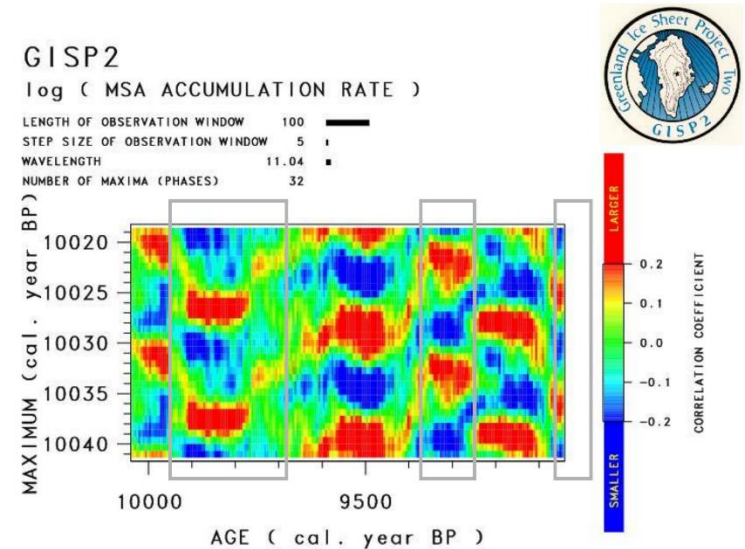 GISP2
log ( MSA ACCUMULATION RATE )
LENGTH OF OBSERVATION WINDOW 100
STEP SIZE OF OBSERVATION WINDOW 5
WAVELENGTH 11.04
NUMBER OF MAXIMA (PHASES) 32
Greenland Ice Sheet Project Two
GISP2
MAXIMUM (cal. year BP)
10020
10025
10030
10035
10040
10000 9500
AGE ( cal. year BP )
LARGER
0.2
0.1
0.0
-0.1
-0.2
SMALLER
CORRELATION COEFFICIENT